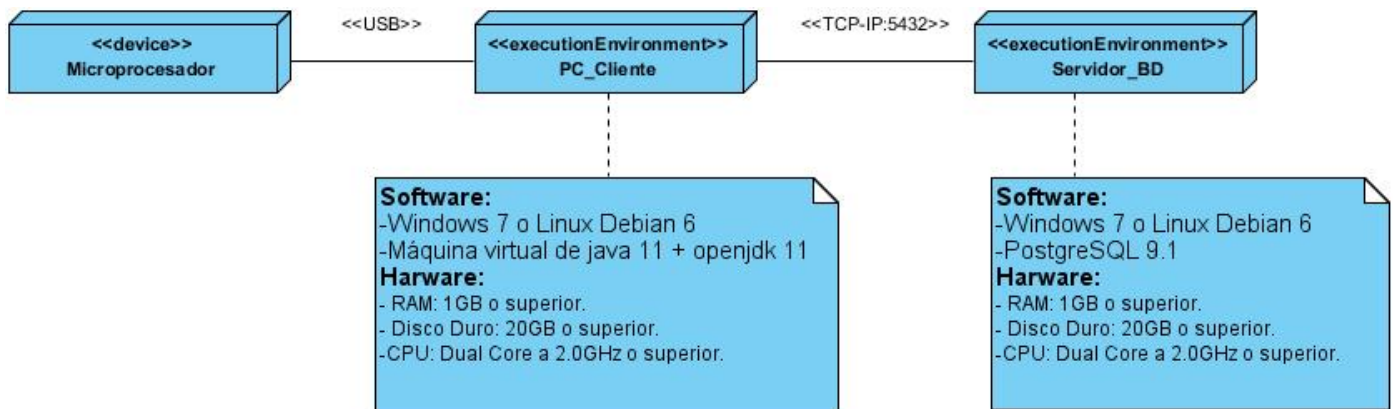 <<device>>
Microprocesador
<<USB>>
<<executionEnvironment>>
PC_Cliente
<<TCP-IP:5432>>
<<executionEnvironment>>
Servidor_BD
Software:
-Windows 7 o Linux Debian 6
-Máquina virtual de java 11 + openjdk 11
Harware:
- RAM: 1GB o superior.
- Disco Duro: 20GB o superior.
-CPU: Dual Core a 2.0GHz o superior.
Software:
-Windows 7 o Linux Debian 6
-PostgreSQL 9.1
Harware:
- RAM: 1GB o superior.
- Disco Duro: 20GB o superior.
-CPU: Dual Core a 2.0GHz o superior.